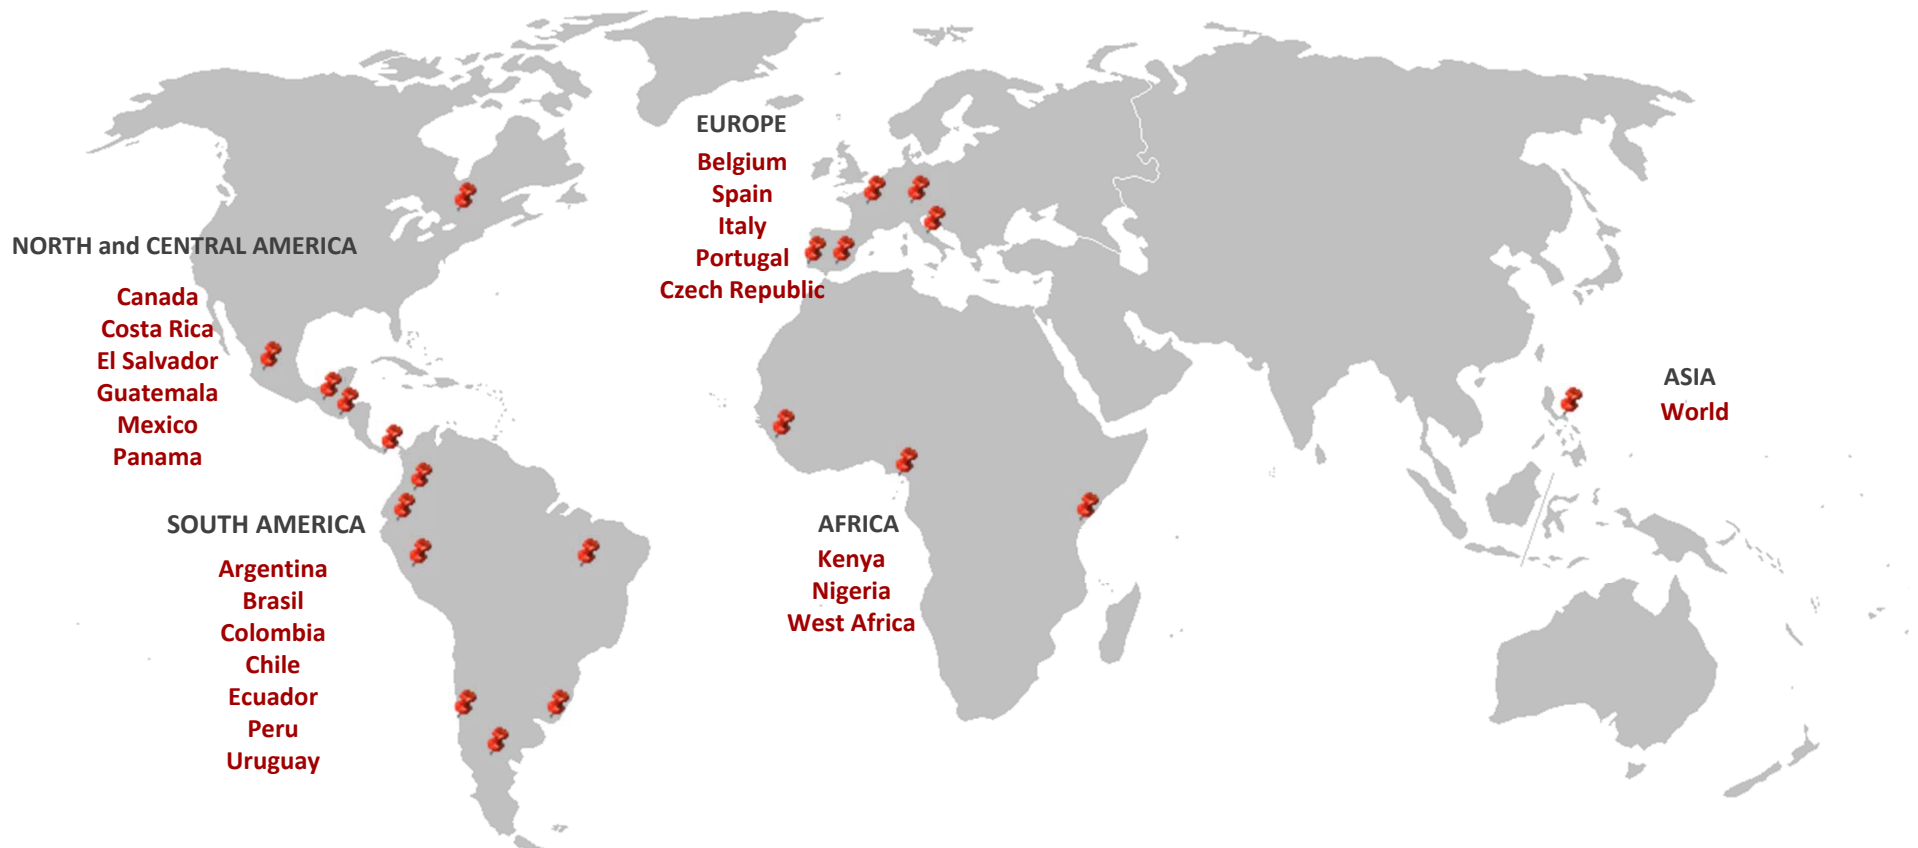 NORTH and CENTRAL AMERICA
Canada
Costa Rica
El Salvador
Guatemala
Mexico
Panama
SOUTH AMERICA
Argentina
Brasil
Colombia
Chile
Ecuador
Peru
Uruguay
EUROPE
Belgium
Spain
Italy
Portugal
Czech Republic
AFRICA
Kenya
Nigeria
West Africa
ASIA
World